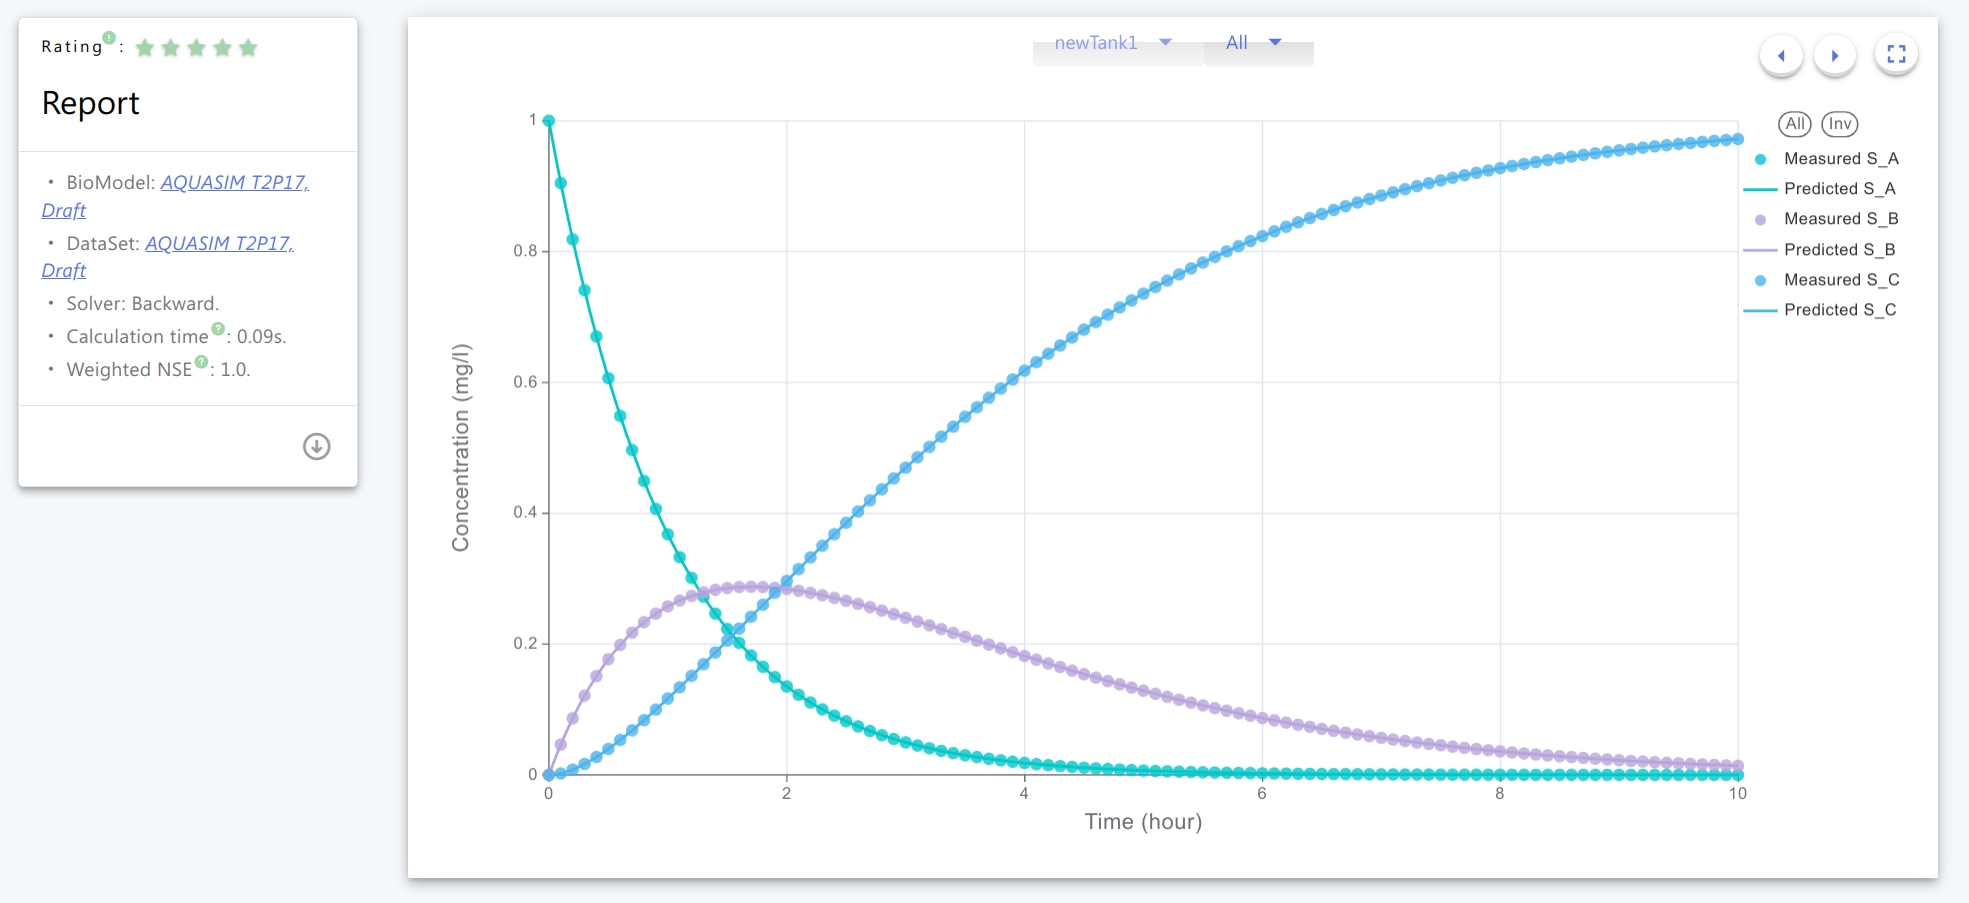 Rating! :
Report
• BioModel: AQUASIM T2P17,
Draft
• DataSet: AQUASIM T2P17,
Draft
• Solver: Backward.
• Calculation time?: 0.09s.
• Weighted NSE?: 1.0.
newTank1
All
All
Inv
Measured S_A
Predicted S_A
Measured S_B
Predicted S_B
Measured S_C
Predicted S_C
Concentration (mg/l)
1
0.8
0.6
0.4
0.2
0
0
2
4
6
8
10
Time (hour)